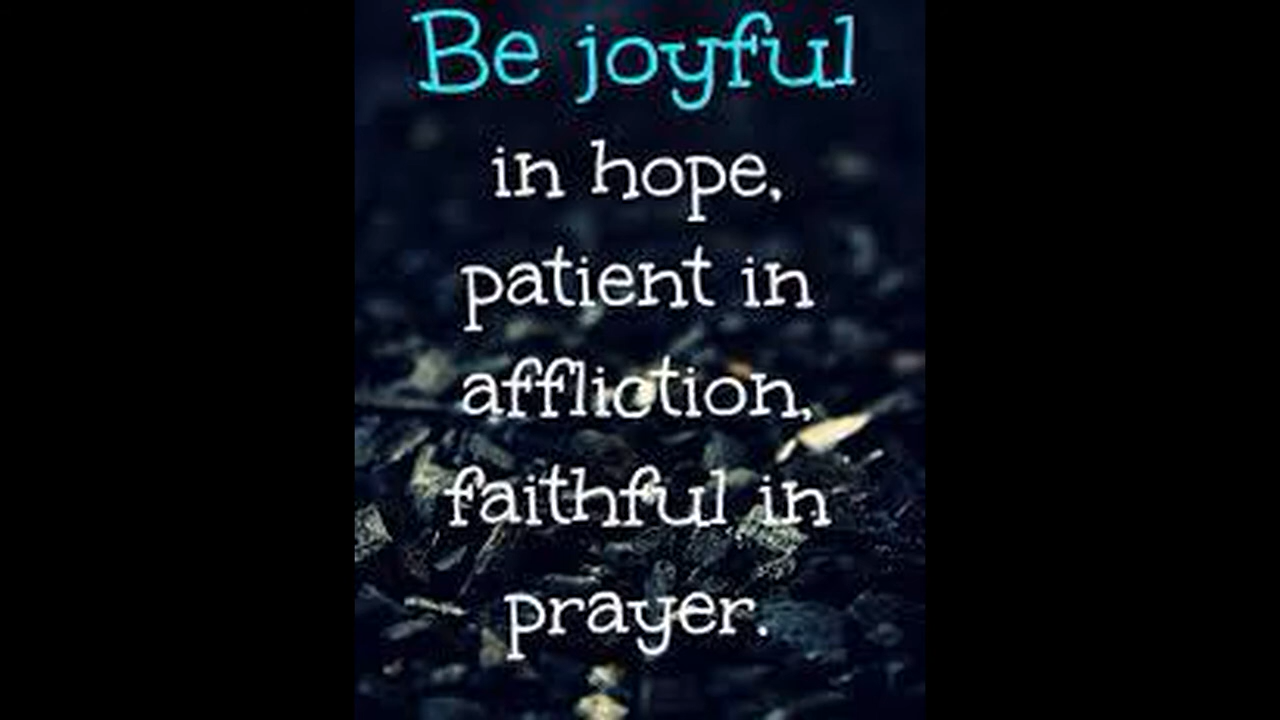 Be joyful
in hope,
patient in
affliction,
faithful in
prayer.